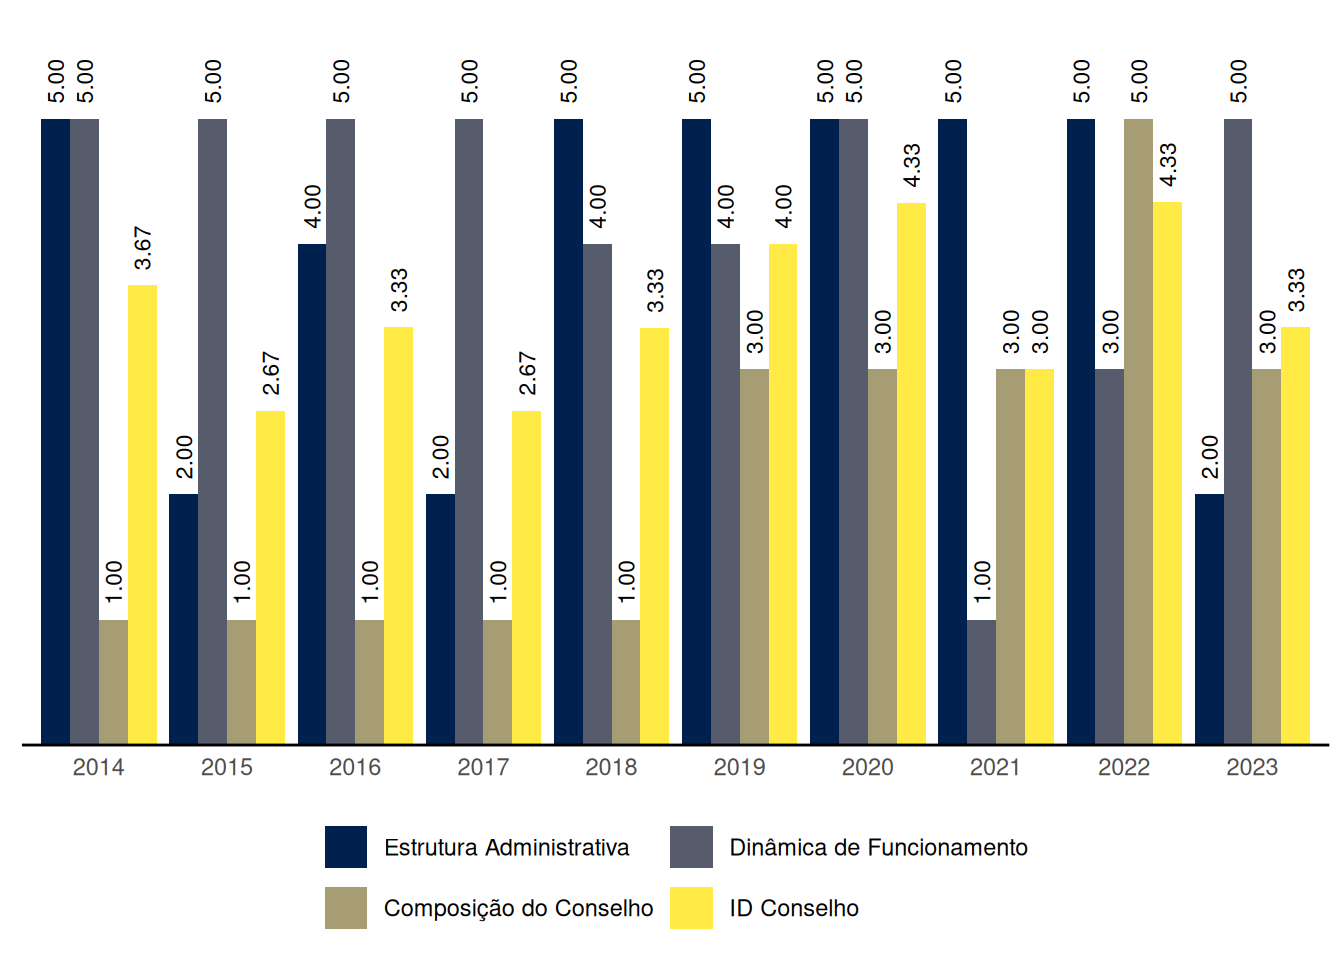 5.00 5.00 1.00 3.67
2.00 5.00 1.00 2.67
4.00 5.00 1.00 3.33
2.00 5.00 1.00 2.67
5.00 4.00 1.00 3.33
5.00 4.00 3.00 4.00
5.00 5.00 3.00 4.33
5.00 1.00 3.00 3.00
5.00 3.00 5.00 4.33
2.00 5.00 3.00 3.33
2014 2015 2016 2017 2018 2019 2020 2021 2022 2023
Estrutura Administrativa Dinâmica de Funcionamento
Composição do Conselho ID Conselho